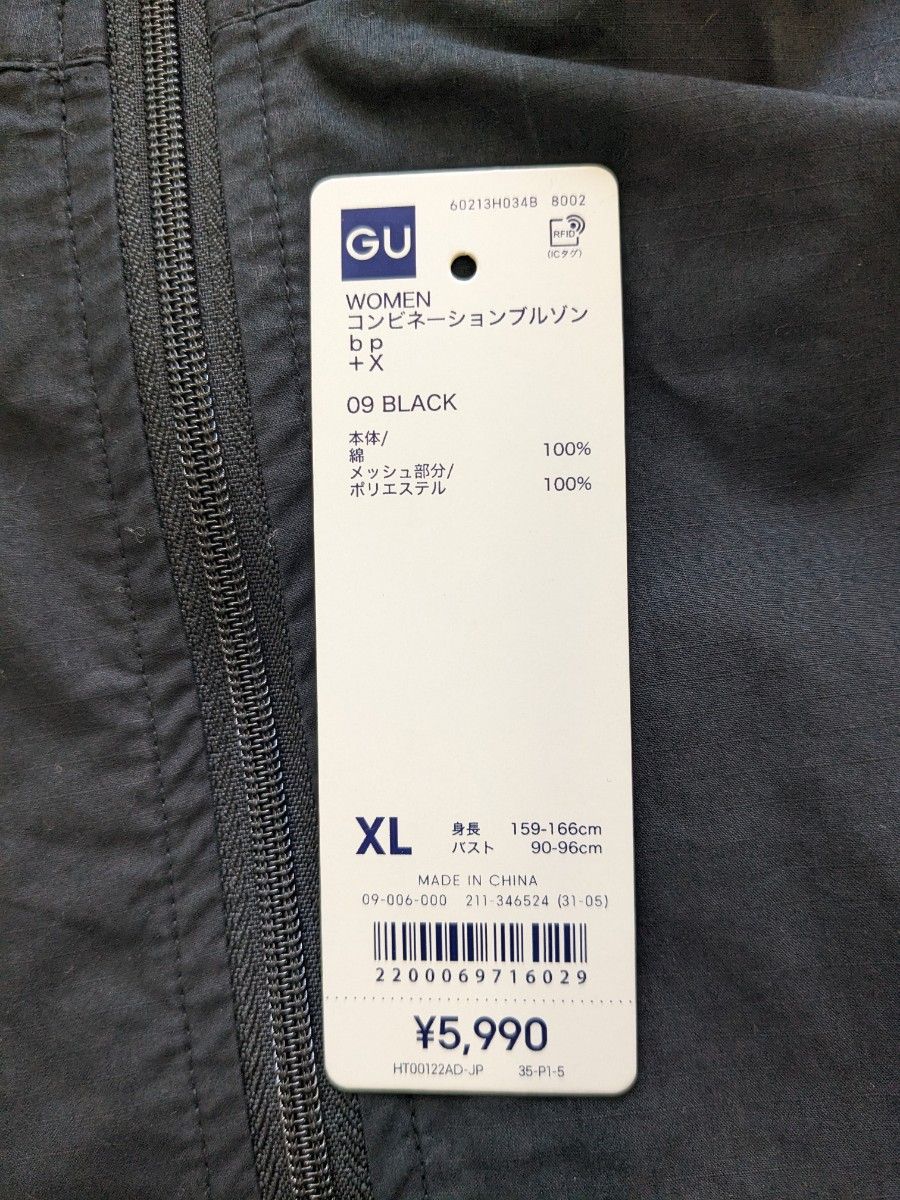 60213H034B 8002
GU
RFID
(ICタグ)
WOMEN
コンビネーションブルゾン
bp
+X
09 BLACK
本体/
綿 100%
メッシュ部分/
ポリエステル 100%
XL 身長 159-166cm
バスト 90-96cm
MADE IN CHINA
09-006-000 211-346524 (31-05)
2200069716029
¥5,990
HT00122AD-JP 35-P1-5